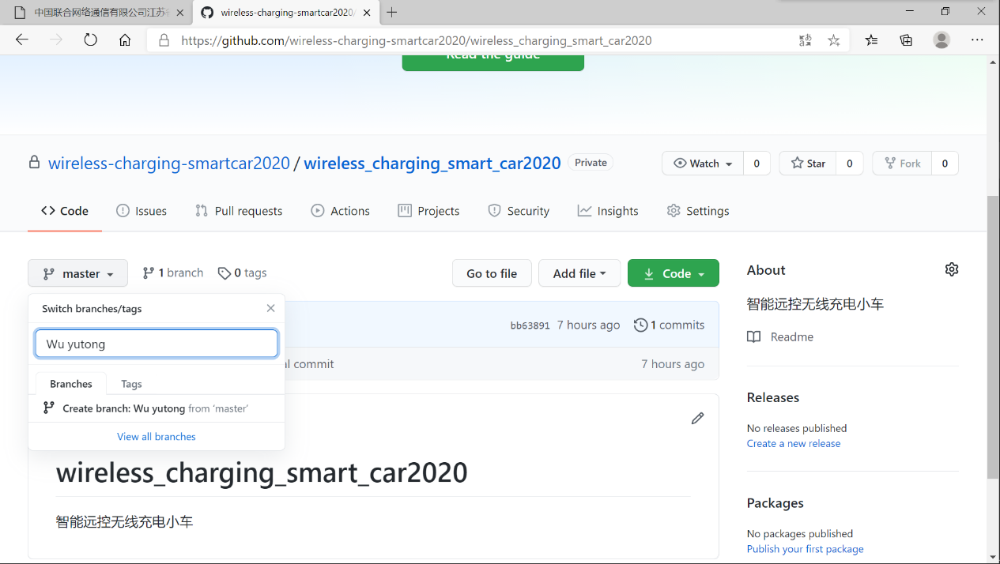 中国联合网络通信有限公司江苏
wireless-charging-smartcar2020/
https://github.com/wireless-charging-smartcar2020/wireless_charging_smart_car2020
Read the guide
wireless-charging-smartcar2020 / wireless_charging_smart_car2020 Private
Watch 0 Star 0 Fork 0
Code Issues Pull requests Actions Projects Security Insights Settings
master 1 branch 0 tags Go to file Add file Code
Switch branches/tags
Wu yutong
Branches Tags
Create branch: Wu yutong from 'master'
View all branches
bb63891 7 hours ago 1 commits
commit 7 hours ago
wireless_charging_smart_car2020
智能远控无线充电小车
About
智能远控无线充电小车
Readme
Releases
No releases published
Create a new release
Packages
No packages published
Publish your first package